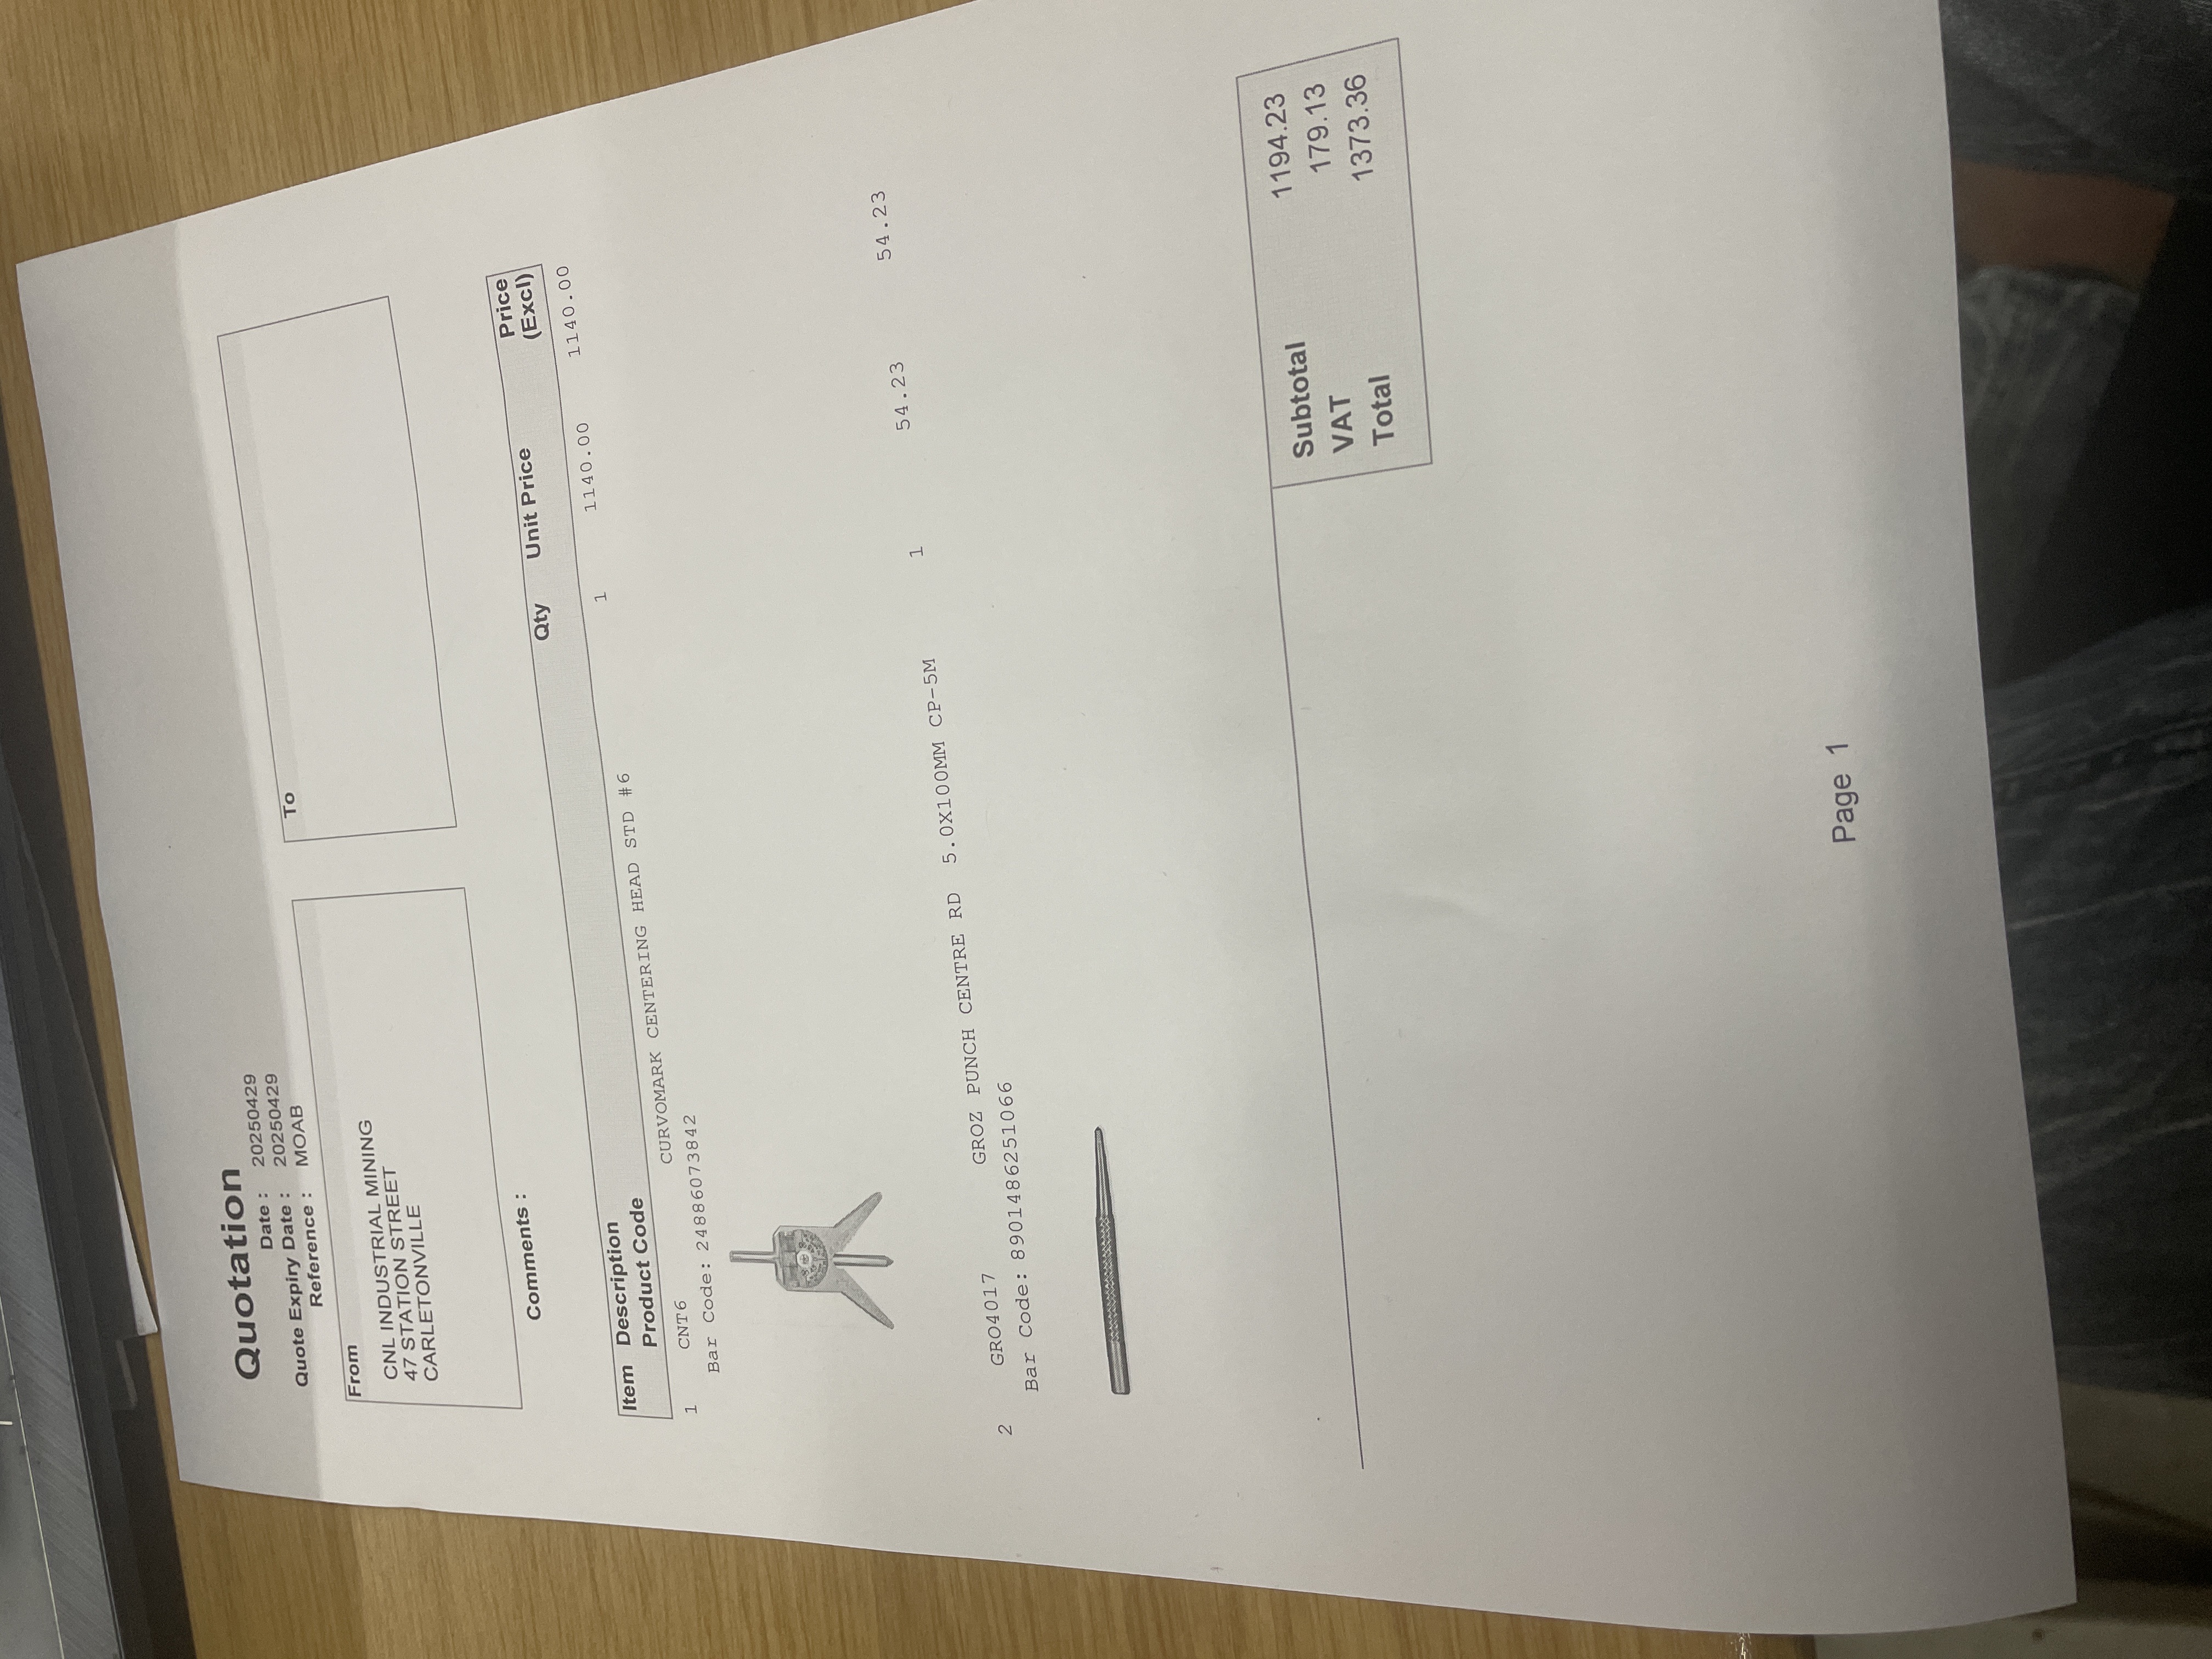 Quotation
Date : 20250429
Quote Expiry Date : 20250429
Reference : MOAB
From
CNL INDUSTRIAL MINING
47 STATION STREET
CARLETONVILLE
To
Comments :
Item Description Qty Unit Price Price (Excl)
Product Code
1 CNT6 CURVOMARK CENTERING HEAD STD #6 1 1140.00 1140.00
Bar Code: 24886073842
2 GRO4017 GROZ PUNCH CENTRE RD 5.0X100MM CP-5M 1 54.23 54.23
Bar Code: 8901486251066
Subtotal 1194.23
VAT 179.13
Total 1373.36
Page 1